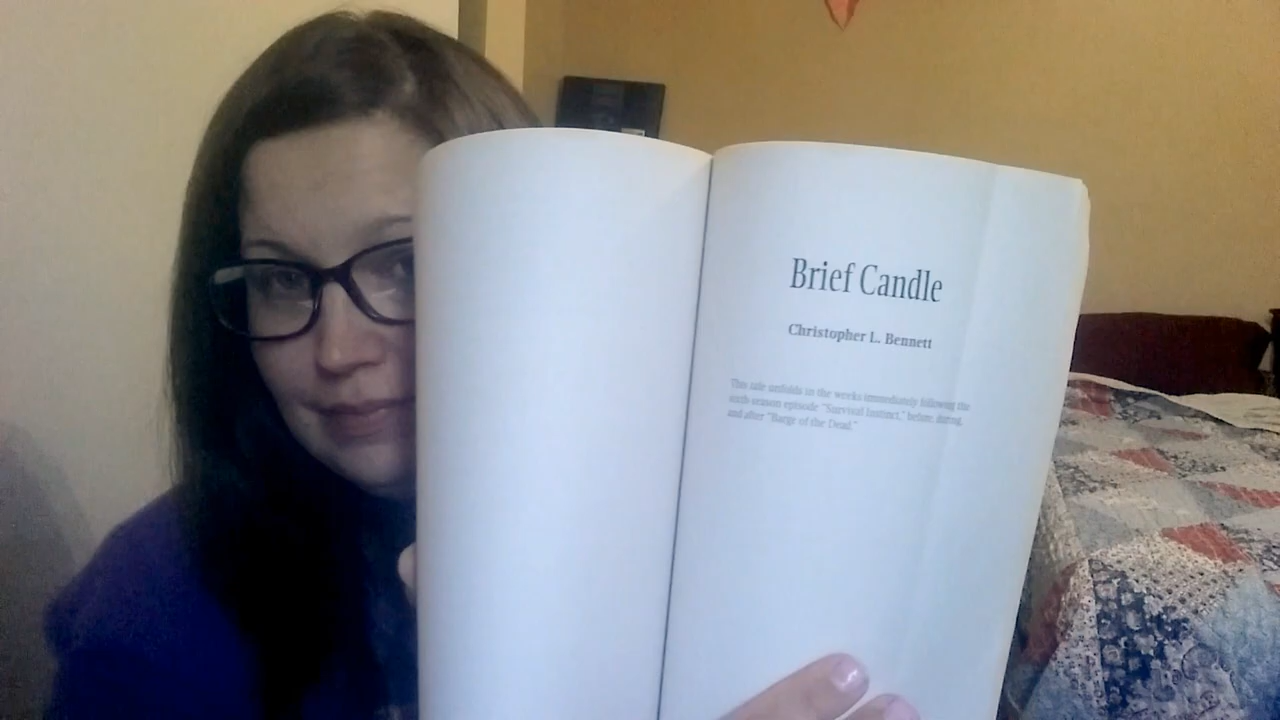 Brief Candle
Christopher L. Bennett
This tale unfolds in the weeks immediately following the
sixth-season episode "Survival Instinct," before, during,
and after "Barge of the Dead."